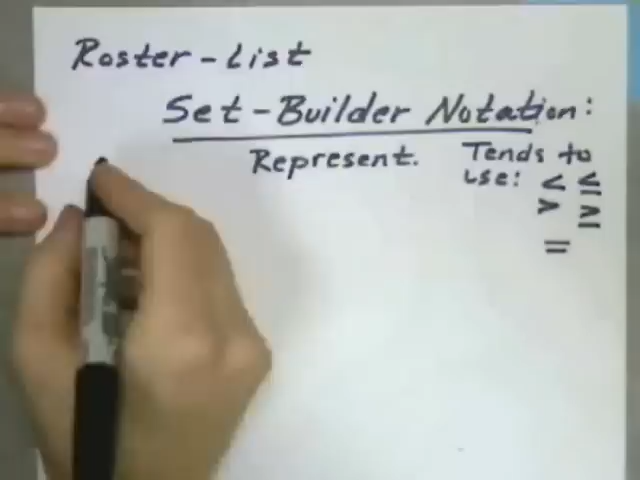 Roster - List
Set-Builder Notation:
Represent. Tends to
use: < ≤
> ≥
=